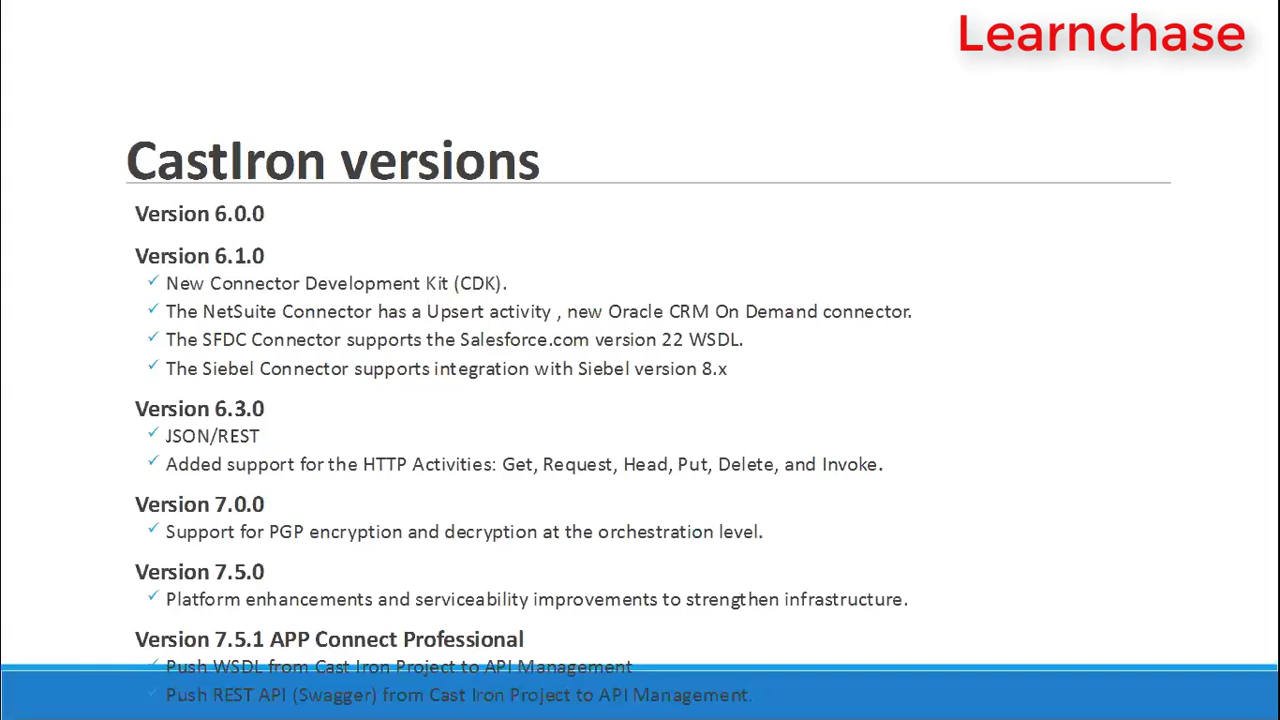 Learnchase
CastIron versions
Version 6.0.0
Version 6.1.0
✓ New Connector Development Kit (CDK).
✓ The NetSuite Connector has a Upsert activity , new Oracle CRM On Demand connector.
✓ The SFDC Connector supports the Salesforce.com version 22 WSDL.
✓ The Siebel Connector supports integration with Siebel version 8.x
Version 6.3.0
✓ JSON/REST
✓ Added support for the HTTP Activities: Get, Request, Head, Put, Delete, and Invoke.
Version 7.0.0
✓ Support for PGP encryption and decryption at the orchestration level.
Version 7.5.0
✓ Platform enhancements and serviceability improvements to strengthen infrastructure.
Version 7.5.1 APP Connect Professional
✓ Push WSDL from Cast Iron Project to API Management
✓ Push REST API (Swagger) from Cast Iron Project to API Management.